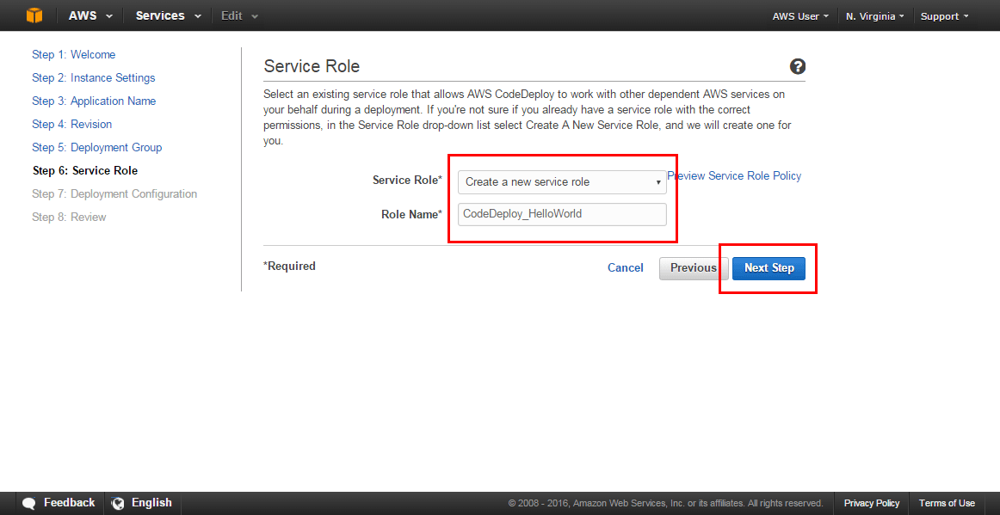 AWS Services Edit AWS User N. Virginia Support
Step 1: Welcome
Step 2: Instance Settings
Step 3: Application Name
Step 4: Revision
Step 5: Deployment Group
Step 6: Service Role
Step 7: Deployment Configuration
Step 8: Review
Service Role
Select an existing service role that allows AWS CodeDeploy to work with other dependent AWS services on
your behalf during a deployment. If you're not sure if you already have a service role with the correct
permissions, in the Service Role drop-down list select Create A New Service Role, and we will create one for
you.
Service Role* Create a new service role Preview Service Role Policy
Role Name* CodeDeploy_HelloWorld
*Required Cancel Previous Next Step
Feedback English © 2008 - 2016, Amazon Web Services, Inc. or its affiliates. All rights reserved. Privacy Policy Terms of Use